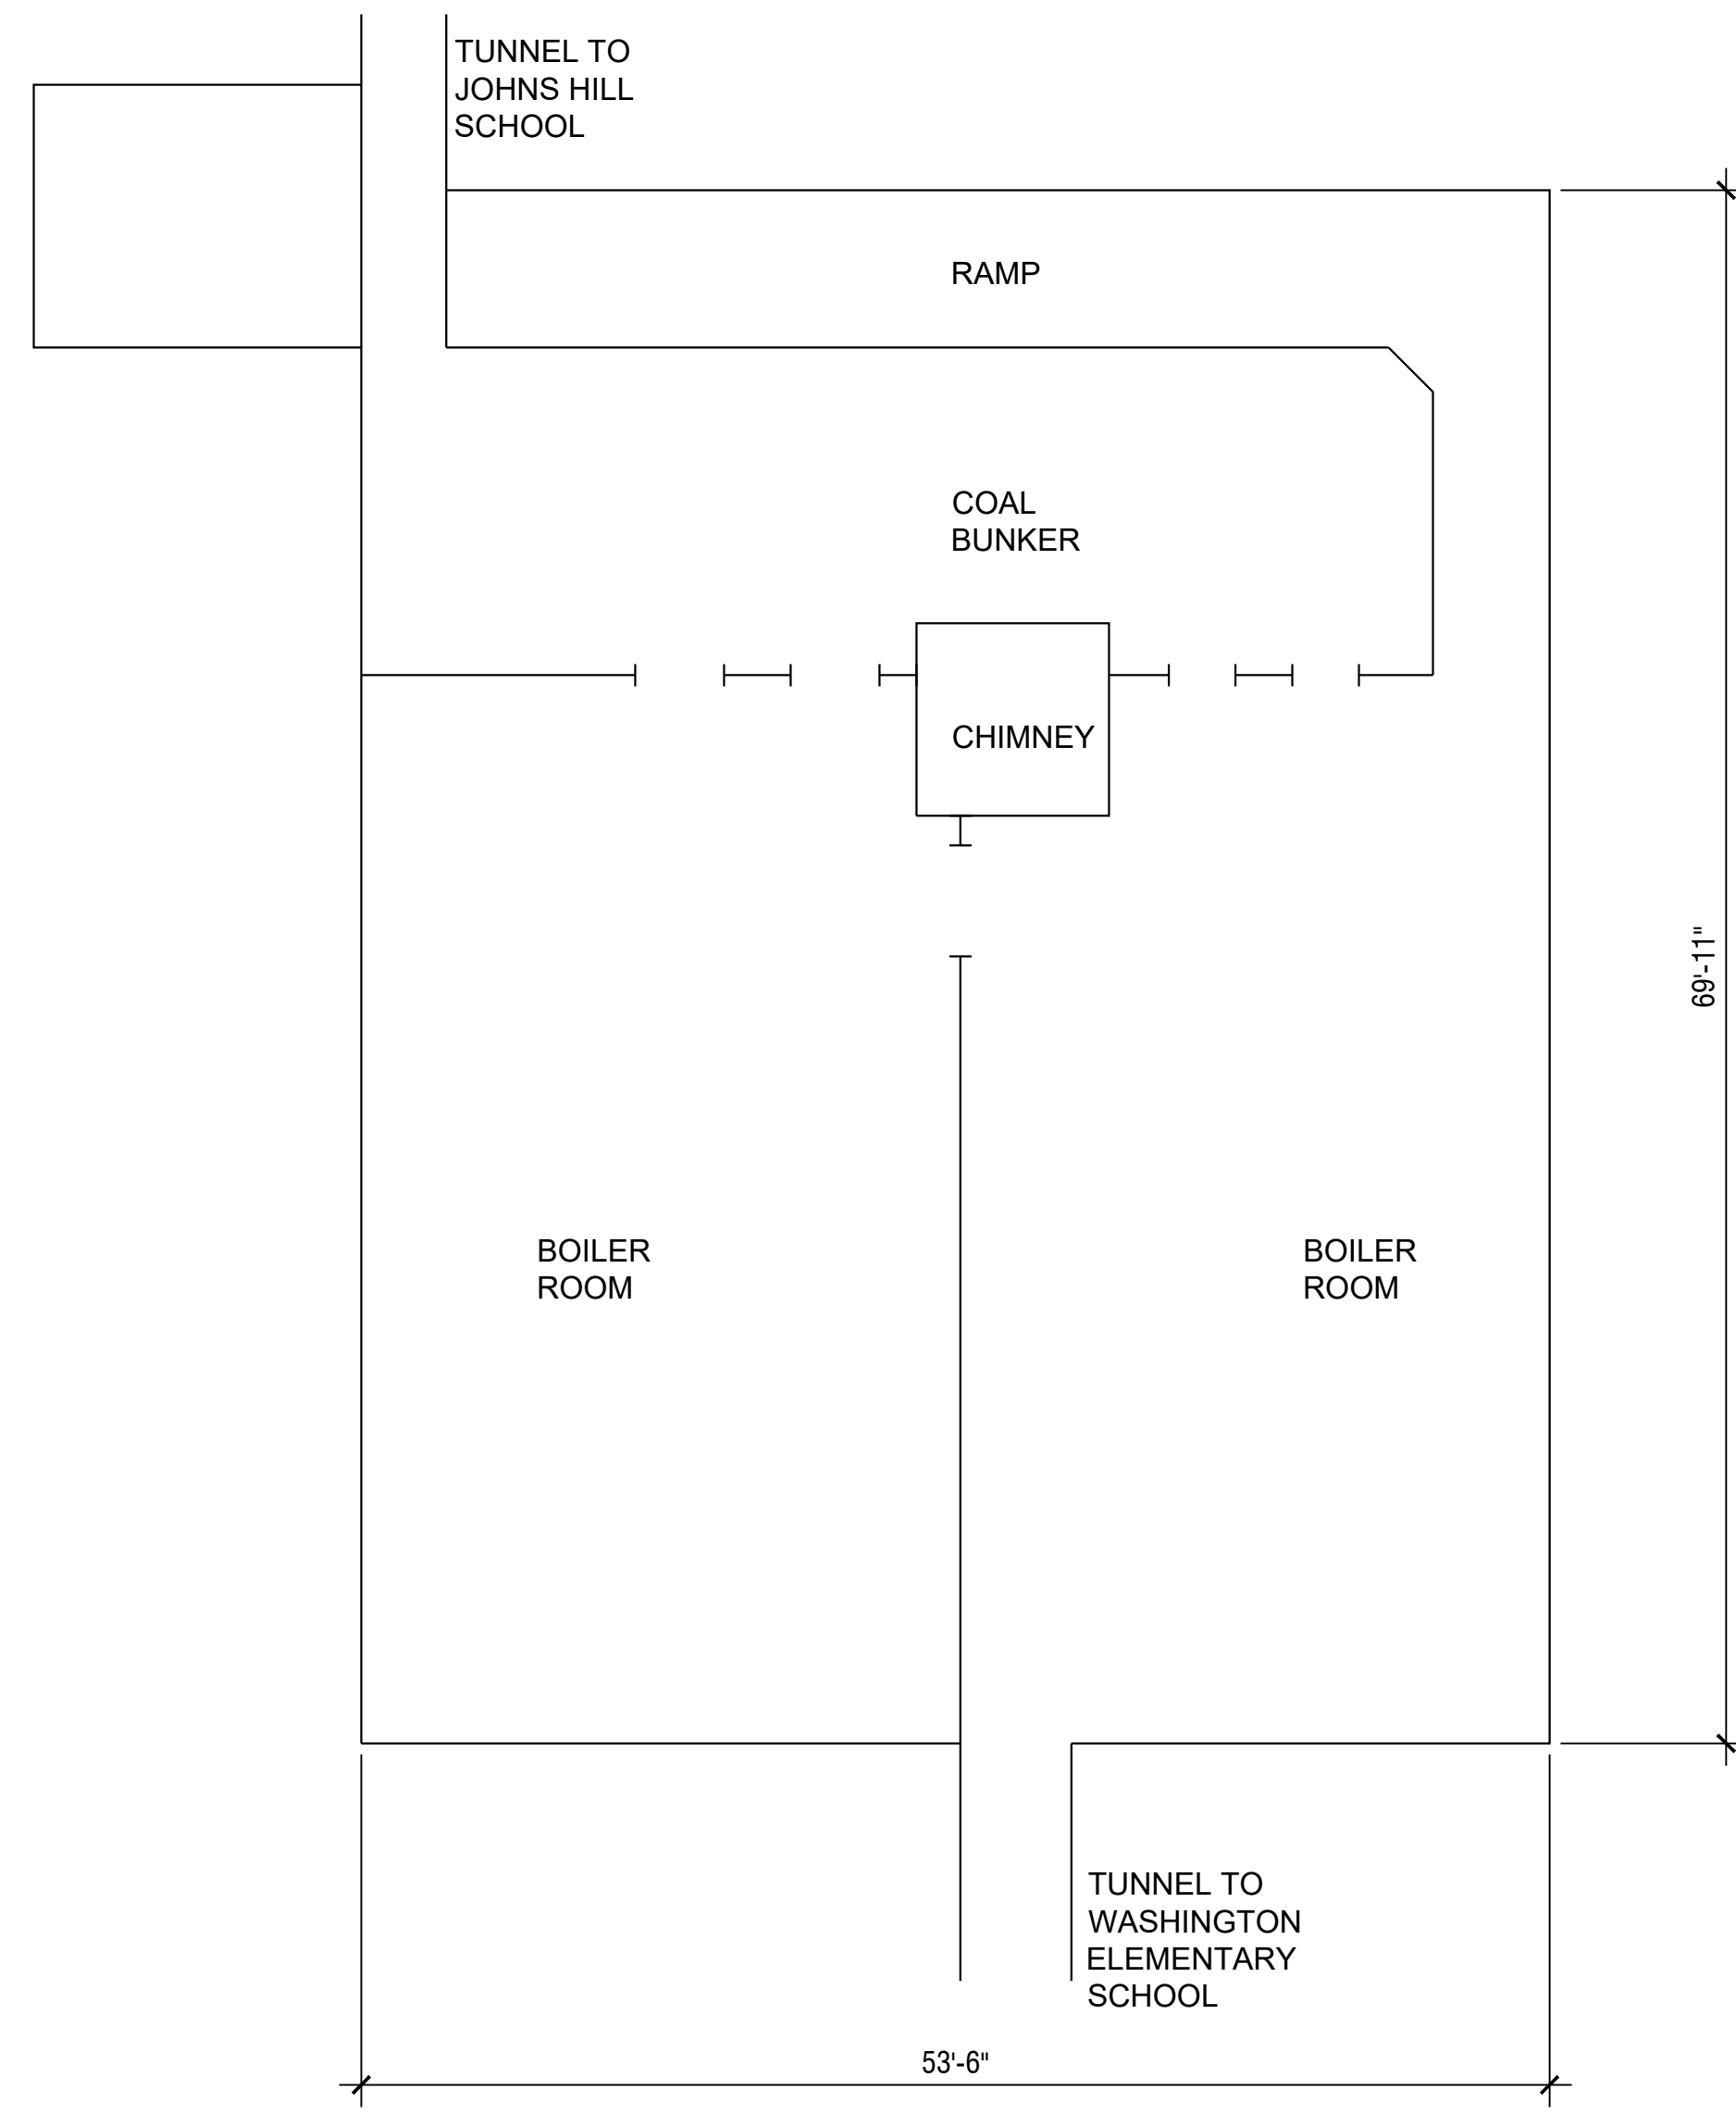 TUNNEL TO
JOHNS HILL
SCHOOL
RAMP
COAL
BUNKER
CHIMNEY
69'-11"
BOILER
ROOM
BOILER
ROOM
TUNNEL TO
WASHINGTON
ELEMENTARY
SCHOOL
53'-6"